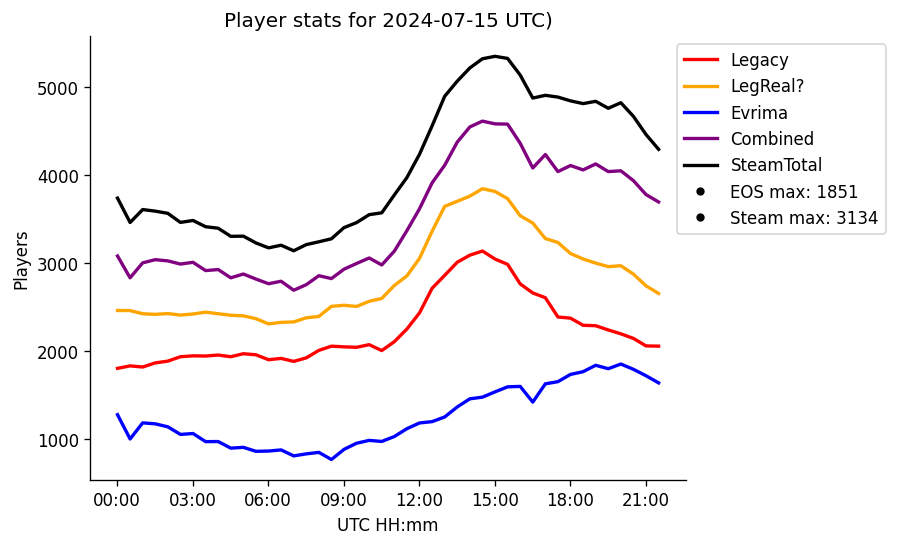 Player stats for 2024-07-15 UTC)
Players
5000
4000
3000
2000
1000
00:00 03:00 06:00 09:00 12:00 15:00 18:00 21:00
UTC HH:mm
Legacy
LegReal?
Evrima
Combined
SteamTotal
EOS max: 1851
Steam max: 3134